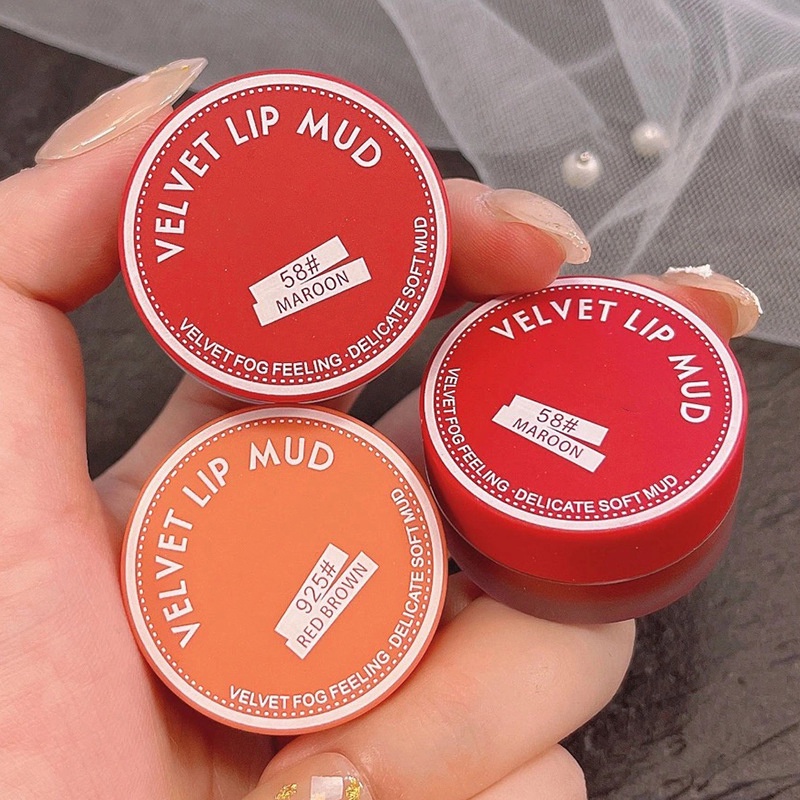 VELVET LIP MUD
58#
MAROON
VELVET FOG FEELING·DELICATE SOFT MUD
VELVET LIP MUD
58#
MAROON
VELVET FOG FEELING·DELICATE SOFT MUD
VELVET LIP MUD
925#
RED BROWN
VELVET FOG FEELING·DELICATE SOFT MUD